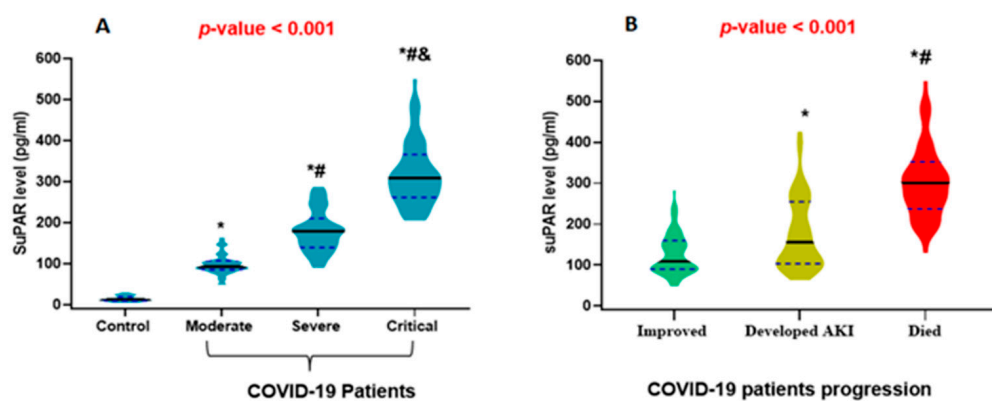 A
p-value < 0.001
SuPAR level (pg/ml)
600
500
400
300
200
100
0
*
*#
*#&
Control Moderate Severe Critical
COVID-19 Patients
B
p-value < 0.001
suPAR level (pg/ml)
600
500
400
300
200
100
0
*
*#
Improved Developed AKI Died
COVID-19 patients progression